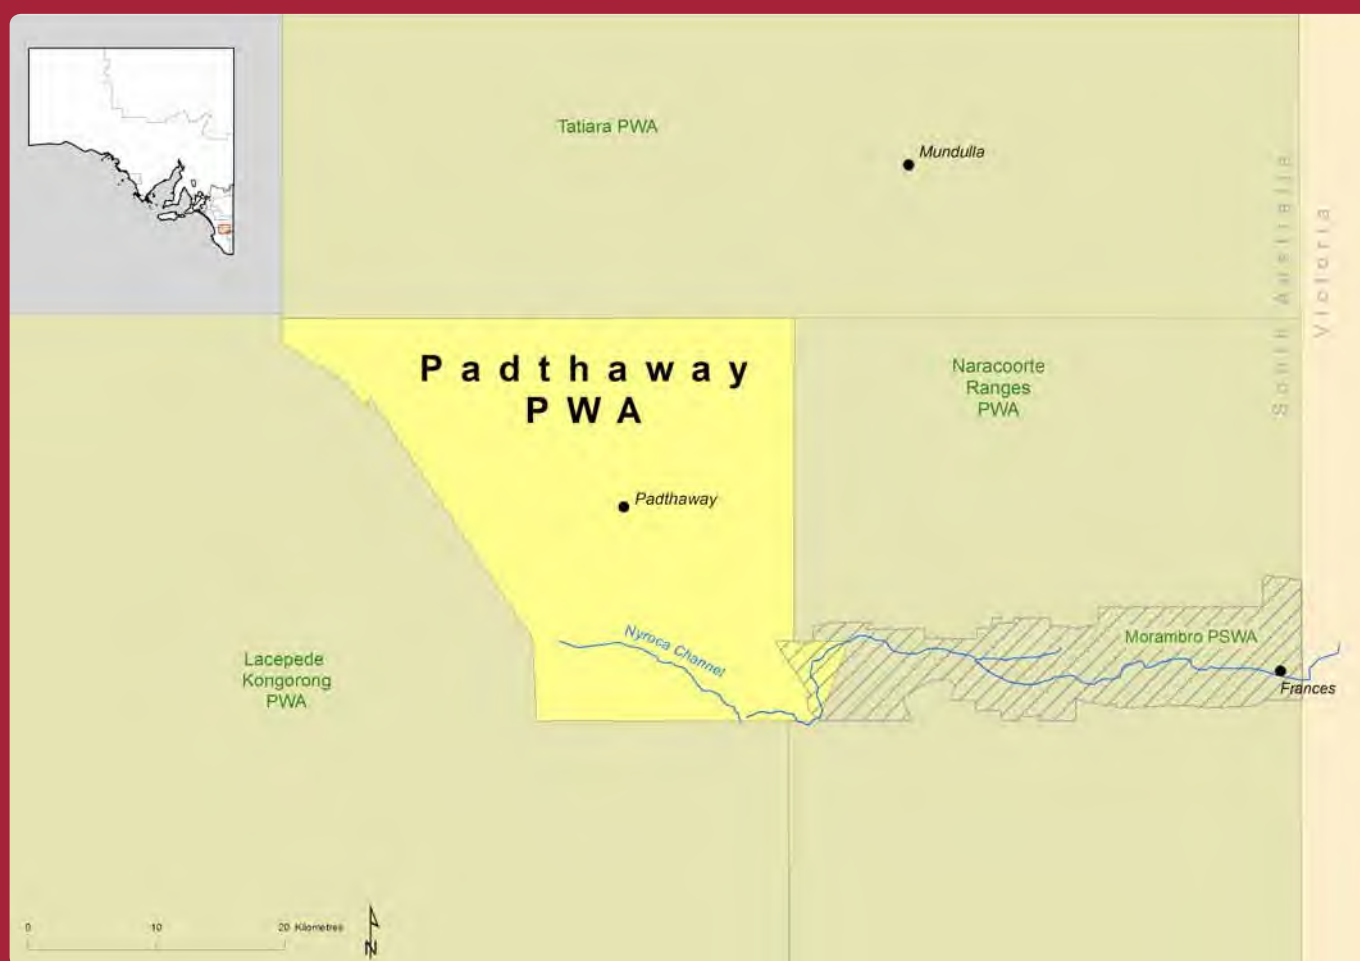 Tatiara PWA
Mundulla
South Australia
Victoria
Padthaway
PWA
Naracoorte
Ranges
PWA
Padthaway
Nyroca Channel
Morambro PSWA
Frances
Lacepede
Kongorong
PWA
0 10 20 Kilometres
N